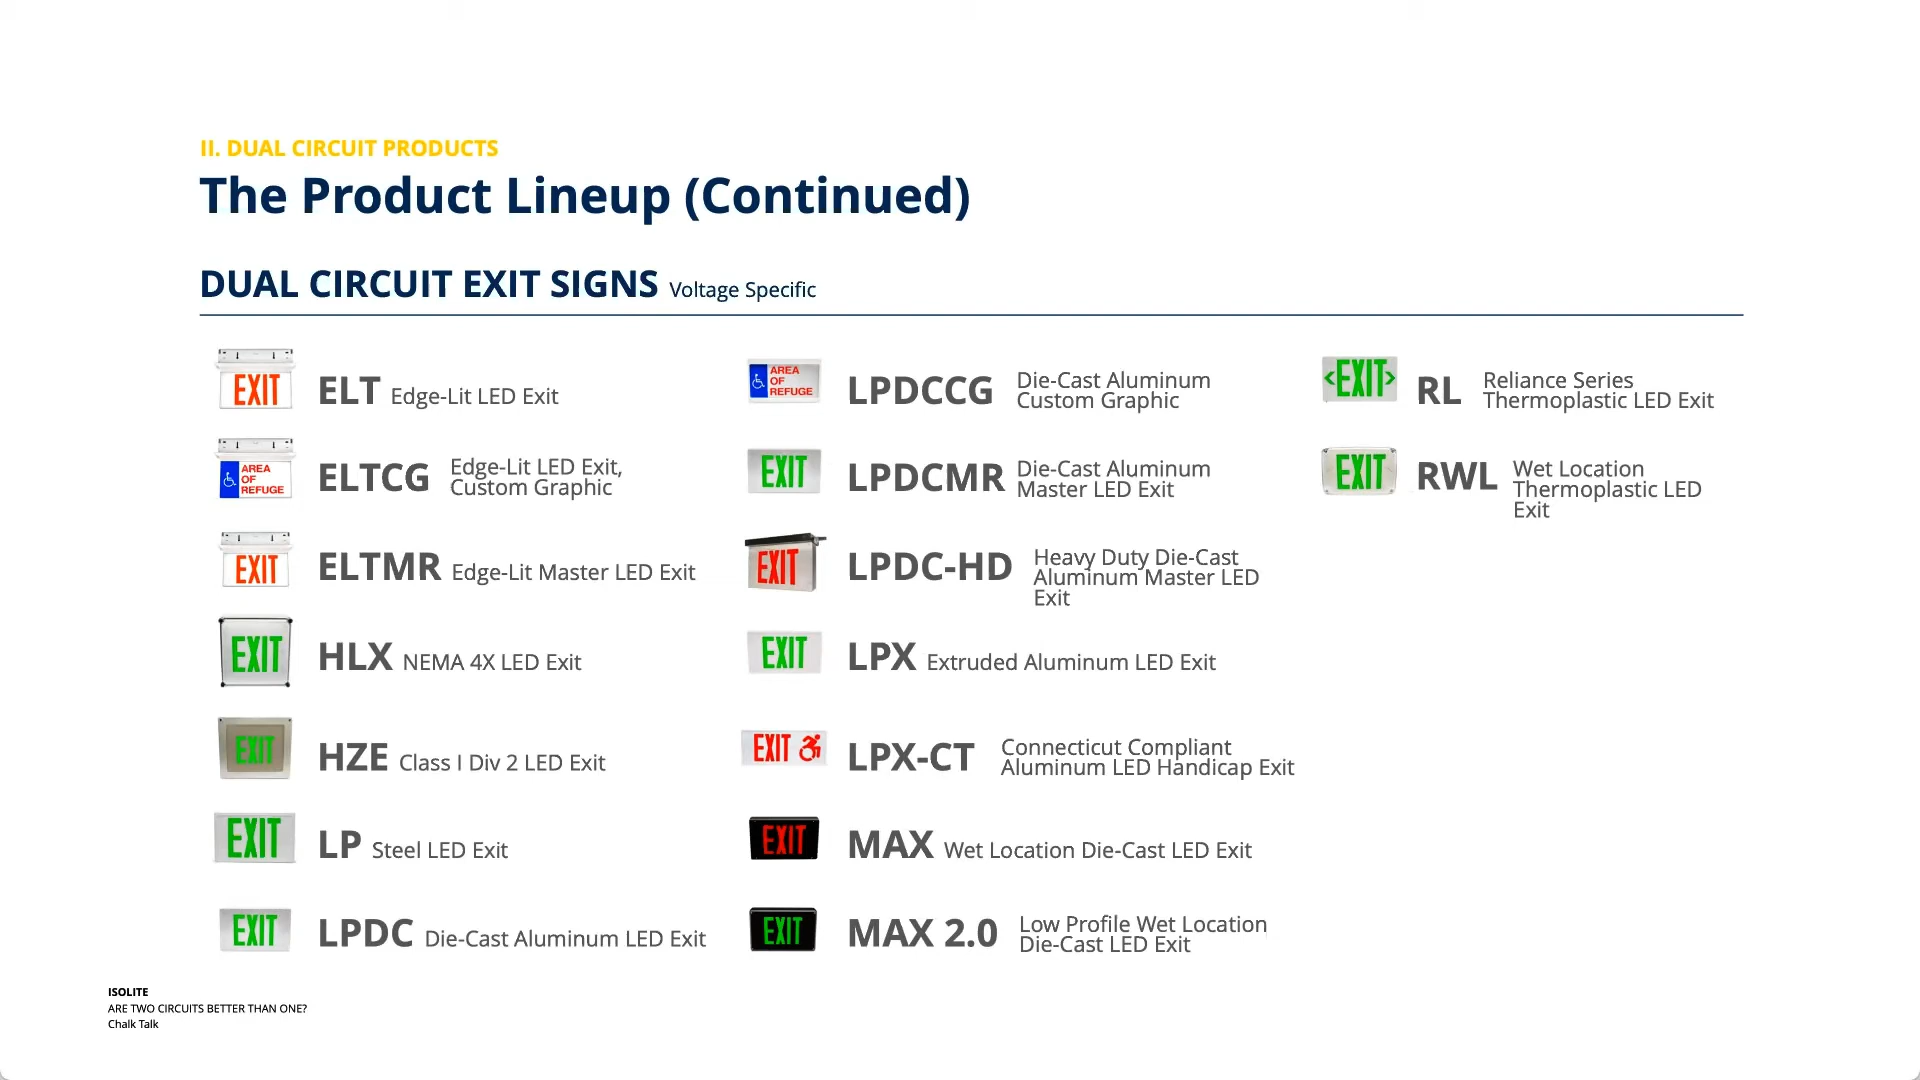 II. DUAL CIRCUIT PRODUCTS
The Product Lineup (Continued)
DUAL CIRCUIT EXIT SIGNS Voltage Specific
EXIT
ELT Edge-Lit LED Exit
AREA
OF
REFUGE
ELTCG Edge-Lit LED Exit,
Custom Graphic
EXIT
ELTMR Edge-Lit Master LED Exit
EXIT
HLX NEMA 4X LED Exit
EXIT
HZE Class I Div 2 LED Exit
EXIT
LP Steel LED Exit
EXIT
LPDC Die-Cast Aluminum LED Exit
AREA
OF
REFUGE
LPDCCG Die-Cast Aluminum
Custom Graphic
EXIT
LPDCMR Die-Cast Aluminum
Master LED Exit
EXIT
LPDC-HD Heavy Duty Die-Cast
Aluminum Master LED
Exit
EXIT
LPX Extruded Aluminum LED Exit
EXIT
LPX-CT Connecticut Compliant
Aluminum LED Handicap Exit
EXIT
MAX Wet Location Die-Cast LED Exit
EXIT
MAX 2.0 Low Profile Wet Location
Die-Cast LED Exit
<EXIT>
RL Reliance Series
Thermoplastic LED Exit
EXIT
RWL Wet Location
Thermoplastic LED
Exit
ISOLITE
ARE TWO CIRCUITS BETTER THAN ONE?
Chalk Talk